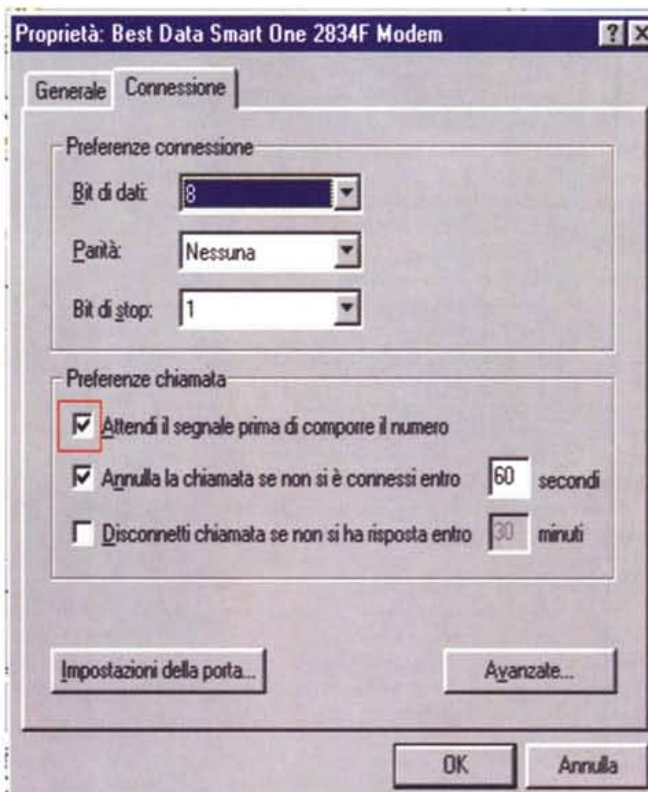 Proprietà: Best Data Smart One 2834F Modem
Generale
Connessione
Preferenze connessione
Bit di dati: 8
Parità: Nessuna
Bit di stop: 1
Preferenze chiamata
Attendi il segnale prima di comporre il numero
Annulla la chiamata se non si è connessi entro 60 secondi
Disconnetti chiamata se non si ha risposta entro 30 minuti
Impostazioni della porta...
Avanzate...
OK
Annulla